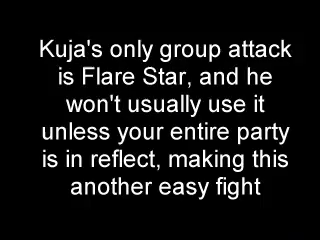 Kuja's only group attack
is Flare Star, and he
won't usually use it
unless your entire party
is in reflect, making this
another easy fight